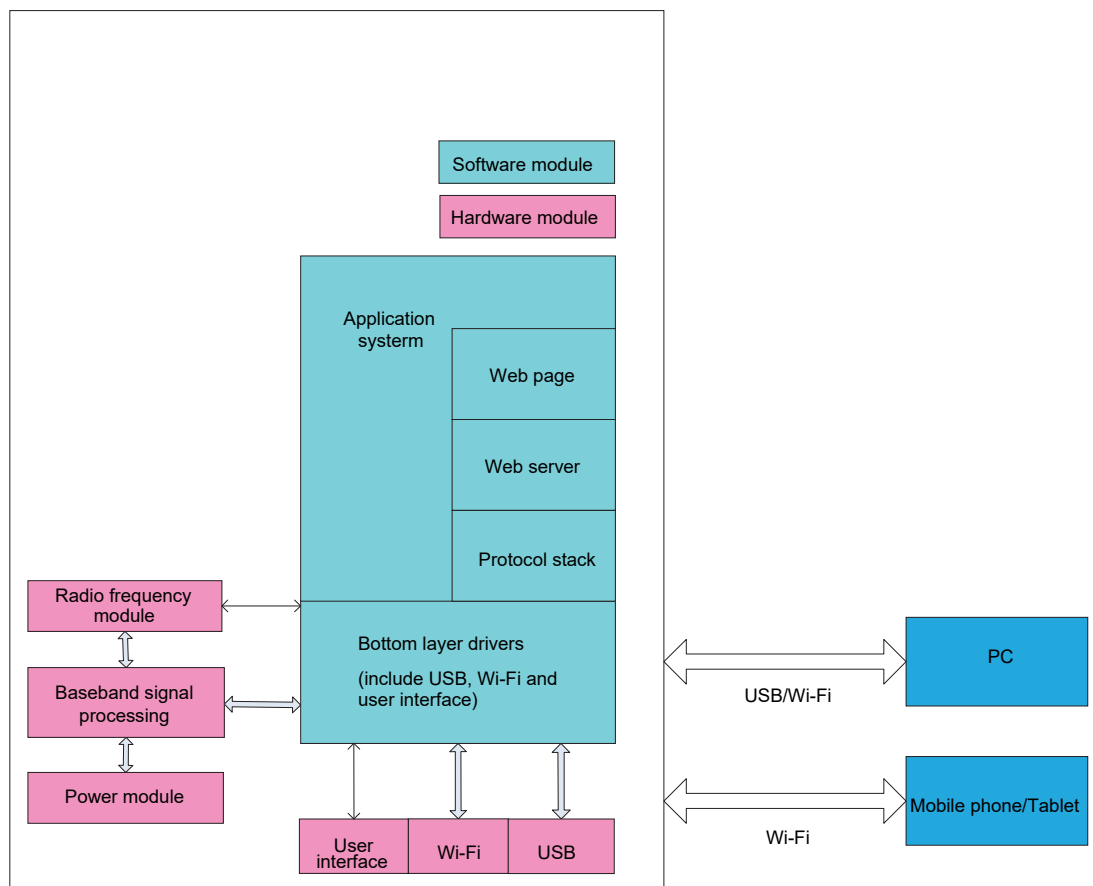 Software module
Hardware module
Application
systerm
Web page
Web server
Protocol stack
Radio frequency
module
Bottom layer drivers
(include USB, Wi-Fi and
user interface)
Baseband signal
processing
Power module
User
interface
Wi-Fi
USB
PC
USB/Wi-Fi
Mobile phone/Tablet
Wi-Fi